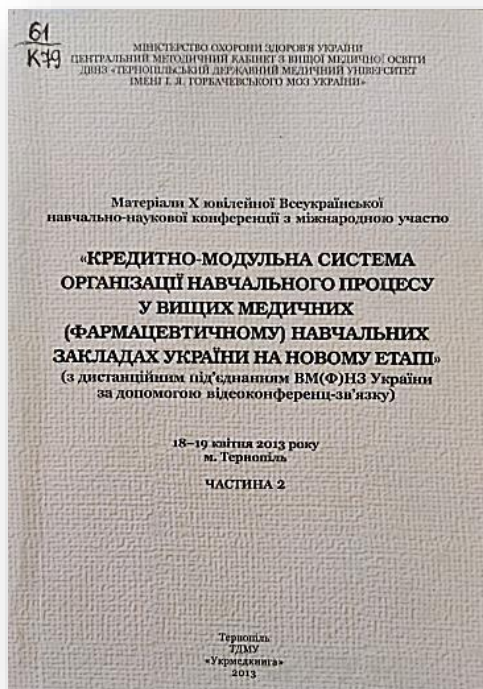 61
К79
МІНІСТЕРСТВО ОХОРОНИ ЗДОРОВ'Я УКРАЇНИ
ЦЕНТРАЛЬНИЙ МЕТОДИЧНИЙ КАБІНЕТ З ВИЩОЇ МЕДИЧНОЇ ОСВІТИ
ДВНЗ «ТЕРНОПІЛЬСЬКИЙ ДЕРЖАВНИЙ МЕДИЧНИЙ УНІВЕРСИТЕТ
ІМЕНІ І. Я. ГОРБАЧЕВСЬКОГО МОЗ УКРАЇНИ»
Матеріали X ювілейної Всеукраїнської
навчально-наукової конференції з міжнародною участю
«КРЕДИТНО-МОДУЛЬНА СИСТЕМА
ОРГАНІЗАЦІЇ НАВЧАЛЬНОГО ПРОЦЕСУ
У ВИЩИХ МЕДИЧНИХ
(ФАРМАЦЕВТИЧНОМУ) НАВЧАЛЬНИХ
ЗАКЛАДАХ УКРАЇНИ НА НОВОМУ ЕТАПІ»
(з дистанційним під'єднанням ВМ(Ф)НЗ України
за допомогою відеоконференц-зв'язку)
18–19 квітня 2013 року
м. Тернопіль
ЧАСТИНА 2
Тернопіль
ТДМУ
«Укрмедкнига»
2013